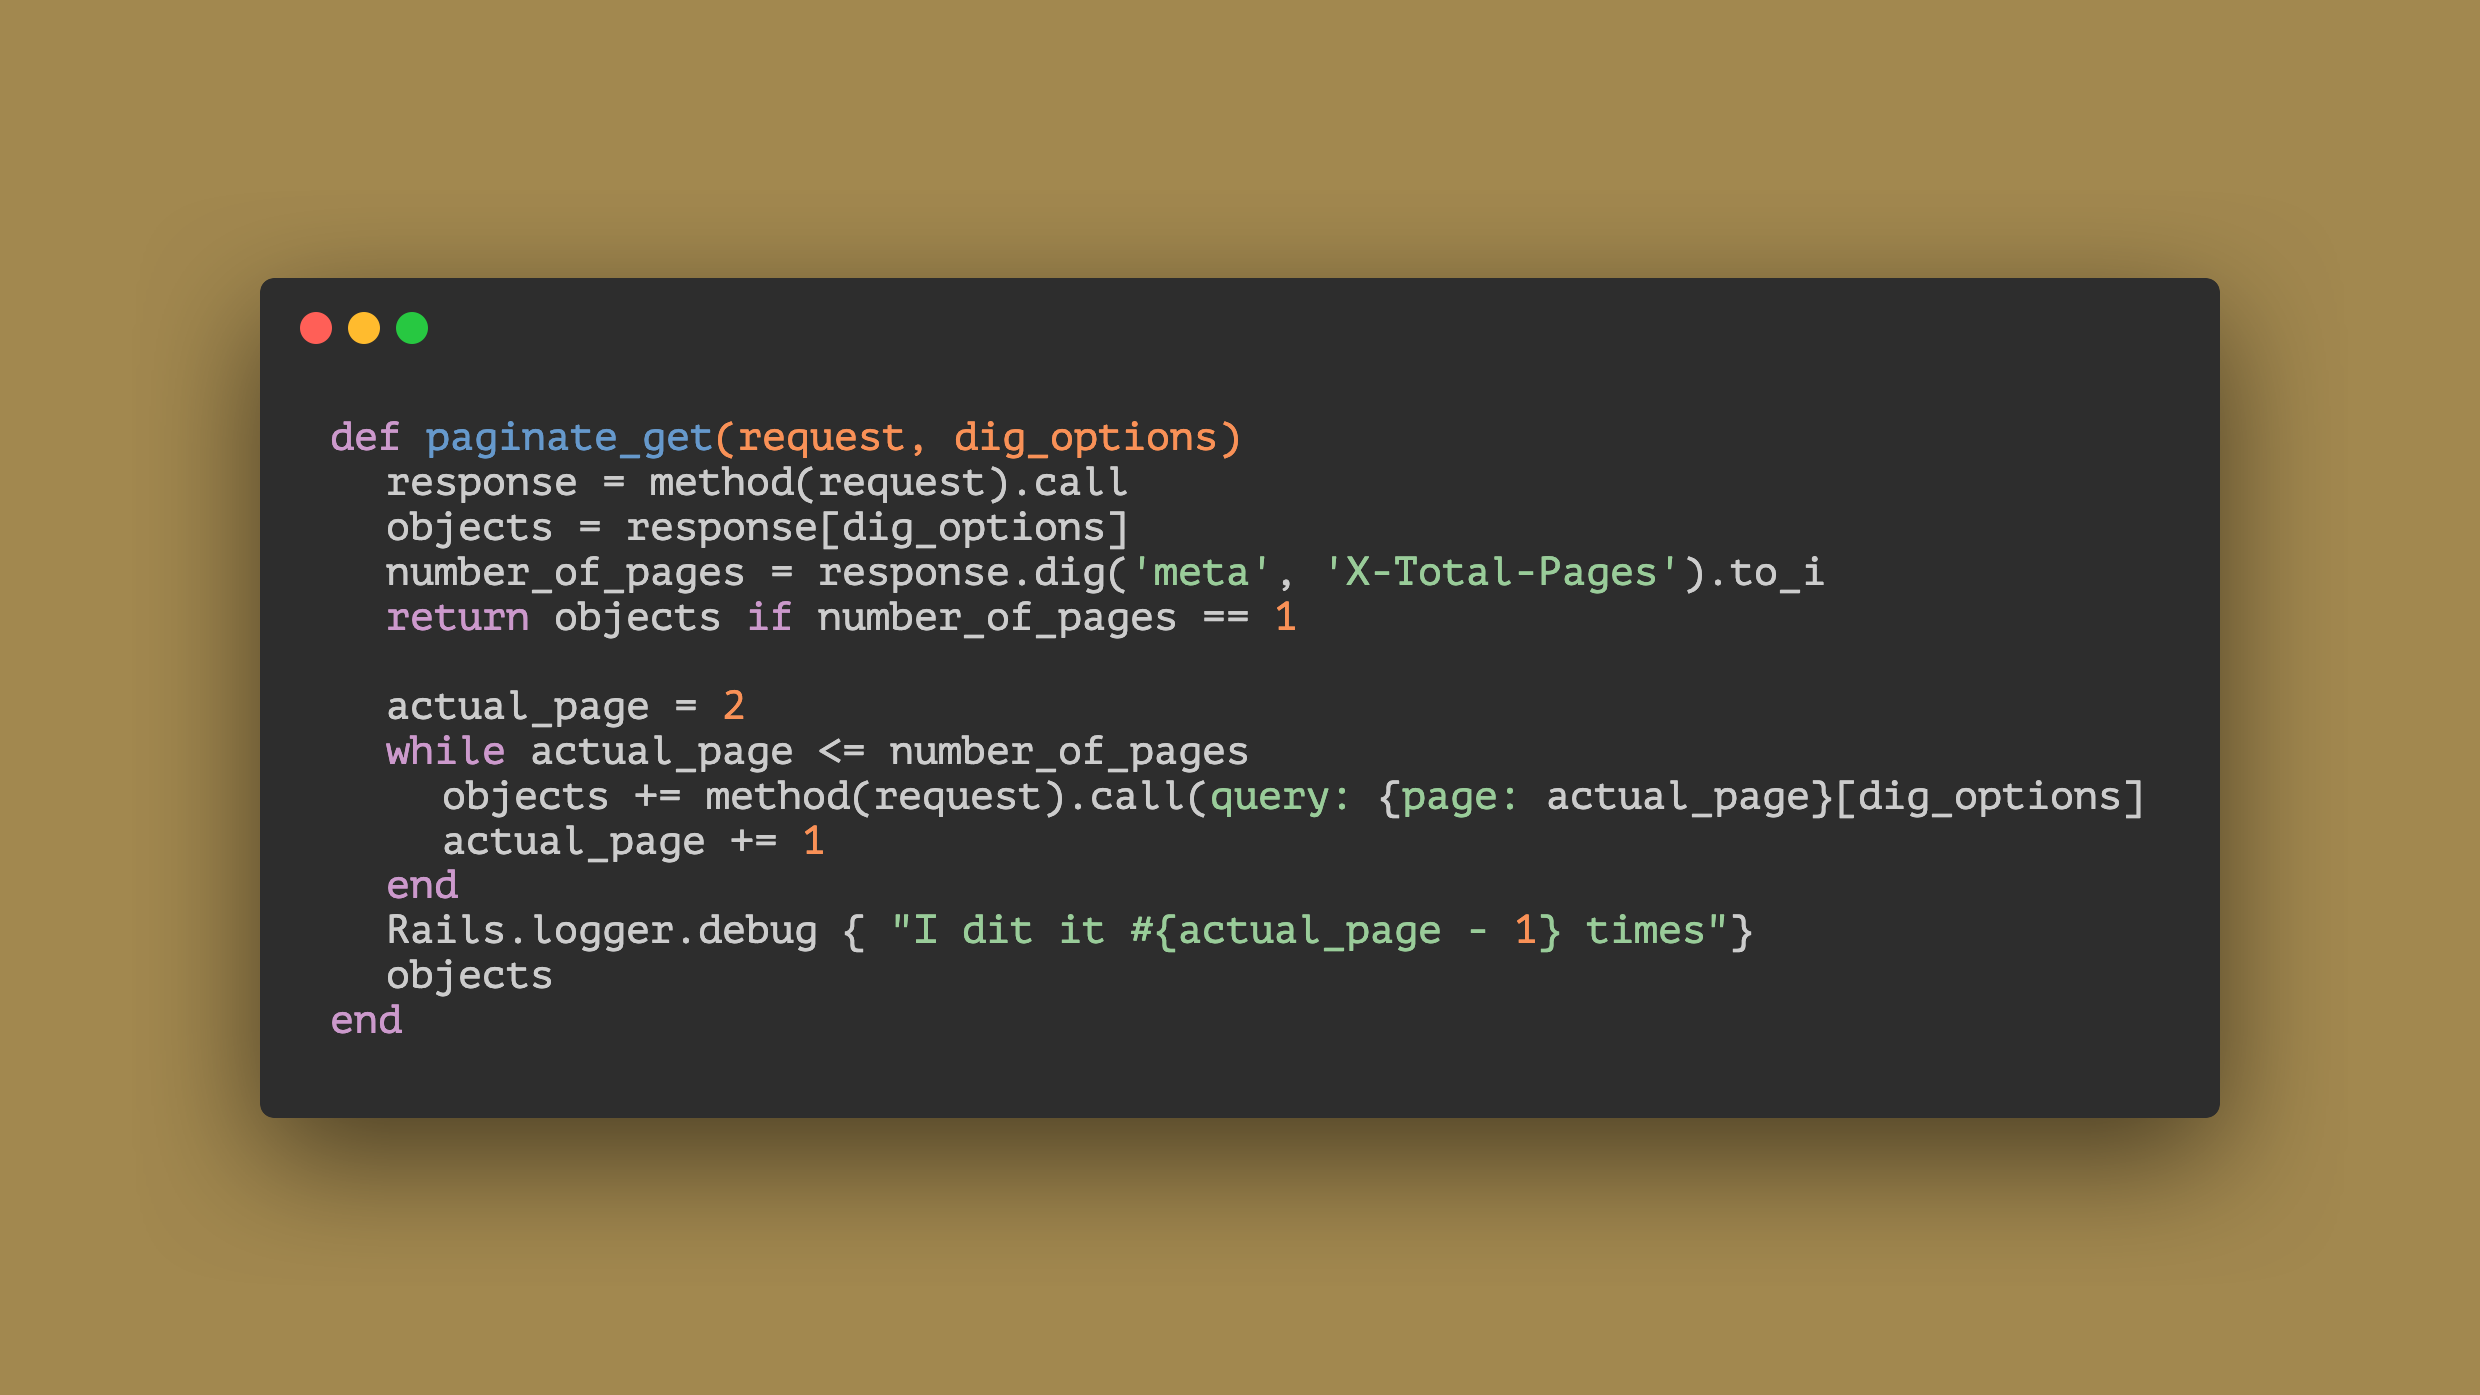 def paginate_get(request, dig_options)
response = method(request).call
objects = response[dig_options]
number_of_pages = response.dig('meta', 'X-Total-Pages').to_i
return objects if number_of_pages == 1
actual_page = 2
while actual_page <= number_of_pages
objects += method(request).call(query: {page: actual_page}[dig_options]
actual_page += 1
end
Rails.logger.debug { "I dit it #{actual_page - 1} times"}
objects
end